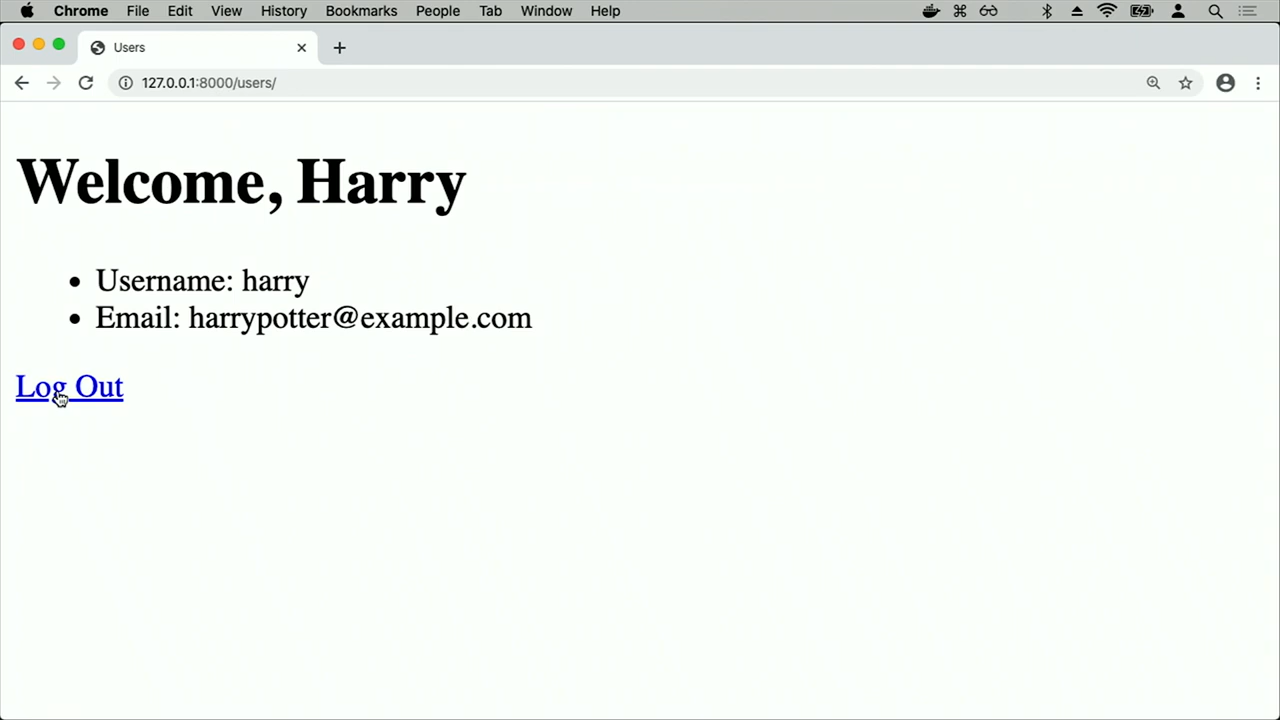 Chrome File Edit View History Bookmarks People Tab Window Help
Users
127.0.0.1:8000/users/
Welcome, Harry
• Username: harry
• Email: harrypotter@example.com
Log Out